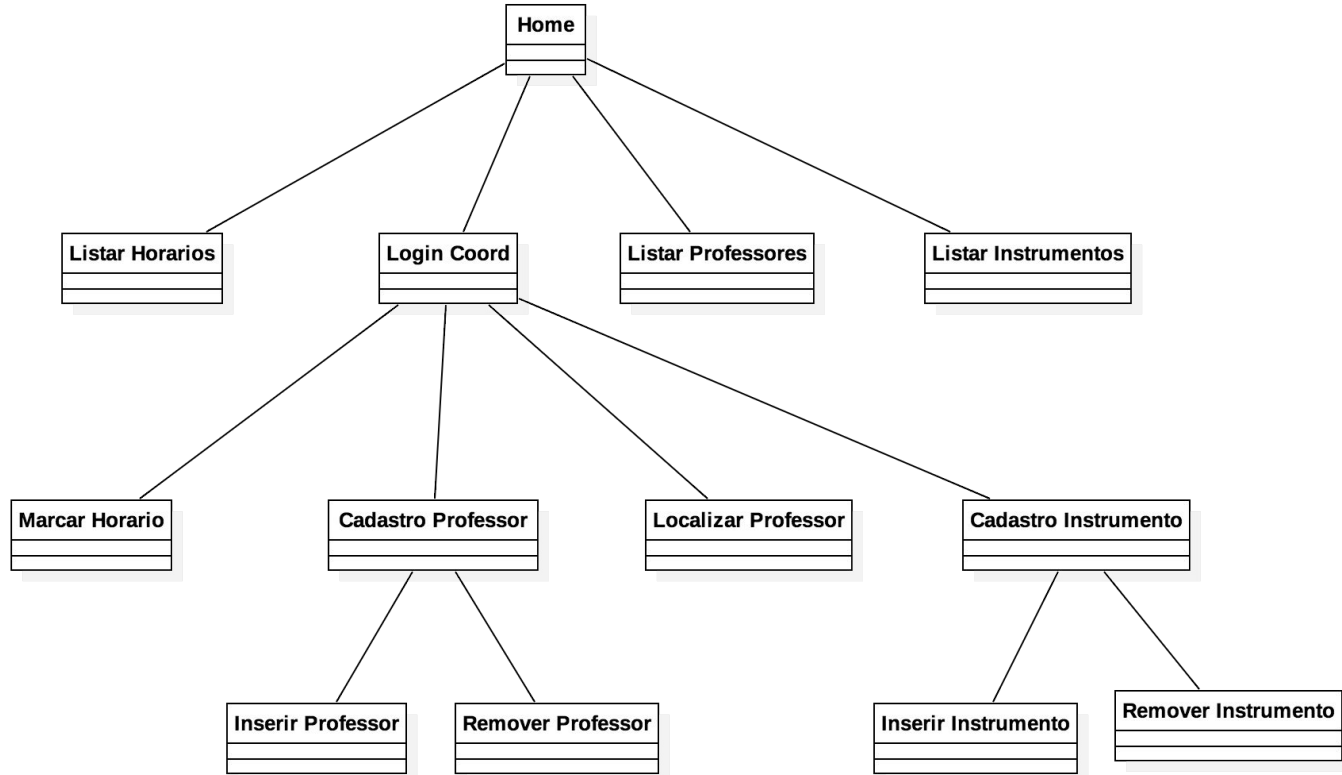 Home
Listar Horarios
Login Coord
Listar Professores
Listar Instrumentos
Marcar Horario
Cadastro Professor
Localizar Professor
Cadastro Instrumento
Inserir Professor
Remover Professor
Inserir Instrumento
Remover Instrumento